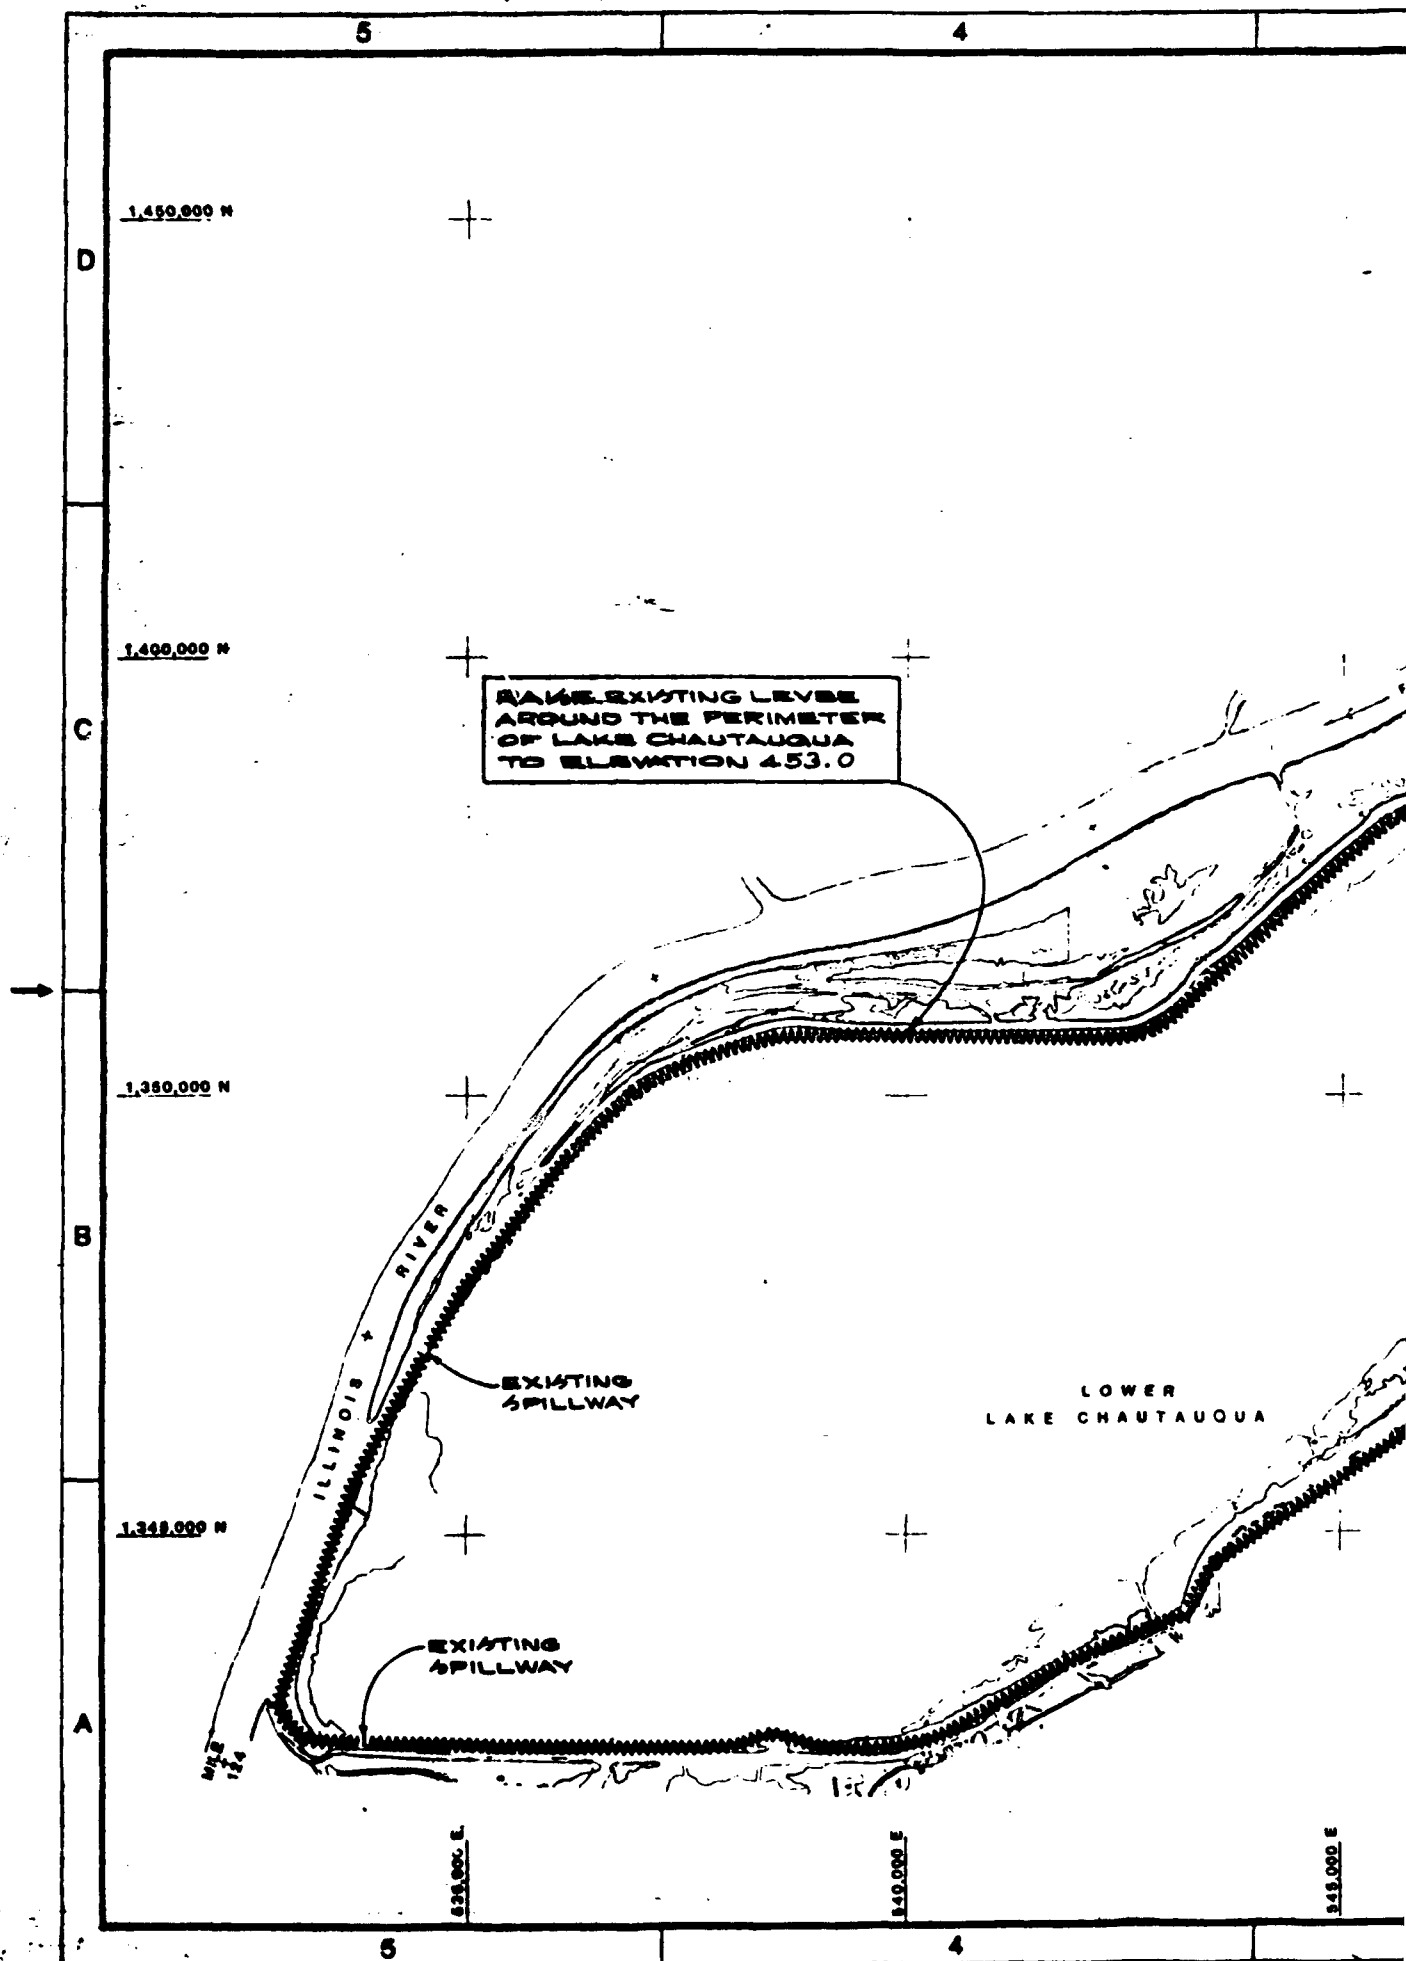 5 4
1,450,000 N
D
1,400,000 N
RAISE EXISTING LEVEE
AROUND THE PERIMETER
OF LAKE CHAUTAUQUA
TO ELEVATION 453.0
C
1,350,000 N
B
RIVER
ILLINOIS
EXISTING
SPILLWAY
LOWER
LAKE CHAUTAUQUA
1,345,000 N
EXISTING
SPILLWAY
A
MILE
124
540,000 E
545,000 E
5 4